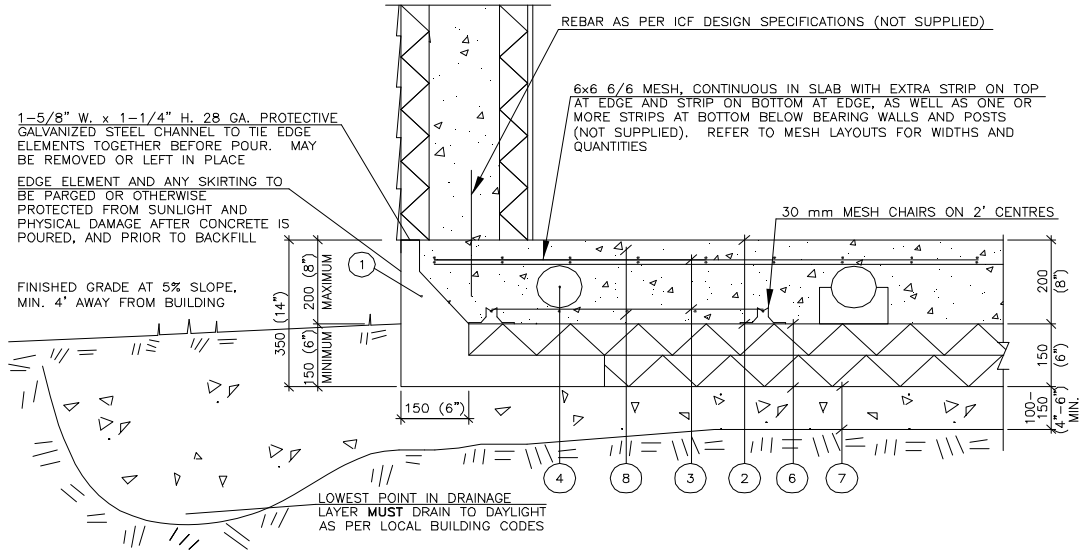 REBAR AS PER ICF DESIGN SPECIFICATIONS (NOT SUPPLIED)
6x6 6/6 MESH, CONTINUOUS IN SLAB WITH EXTRA STRIP ON TOP
AT EDGE AND STRIP ON BOTTOM AT EDGE, AS WELL AS ONE OR
MORE STRIPS AT BOTTOM BELOW BEARING WALLS AND POSTS
(NOT SUPPLIED). REFER TO MESH LAYOUTS FOR WIDTHS AND
QUANTITIES
1-5/8" W. x 1-1/4" H. 28 GA. PROTECTIVE
GALVANIZED STEEL CHANNEL TO TIE EDGE
ELEMENTS TOGETHER BEFORE POUR. MAY
BE REMOVED OR LEFT IN PLACE
EDGE ELEMENT AND ANY SKIRTING TO
BE PARGED OR OTHERWISE
PROTECTED FROM SUNLIGHT AND
PHYSICAL DAMAGE AFTER CONCRETE IS
POURED, AND PRIOR TO BACKFILL
30 mm MESH CHAIRS ON 2' CENTRES
FINISHED GRADE AT 5% SLOPE,
MIN. 4' AWAY FROM BUILDING
350 (14")
200 (8")
MAXIMUM
150 (6")
MINIMUM
1
200
(8")
150
(6")
100-
150
(4"-6")
MIN.
150 (6")
4
8
3
2
6
7
LOWEST POINT IN DRAINAGE
LAYER MUST DRAIN TO DAYLIGHT
AS PER LOCAL BUILDING CODES